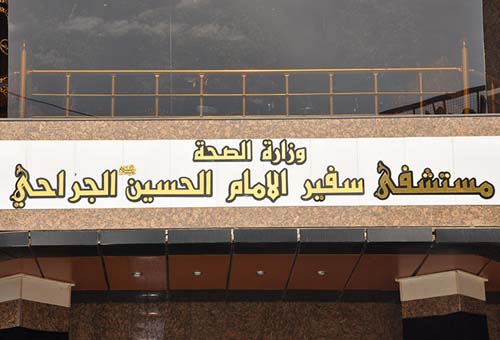 وزارة الصحة
مستشفى سفير الامام الحسين الجراحي